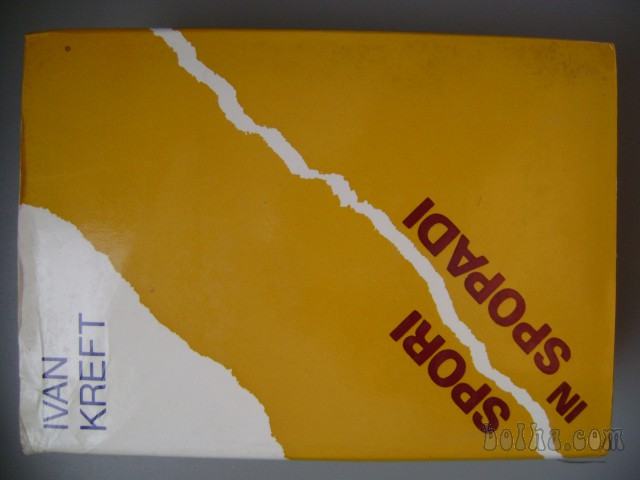 IVAN
KREFT
SPORI
IN SPOPADI
bolha.com